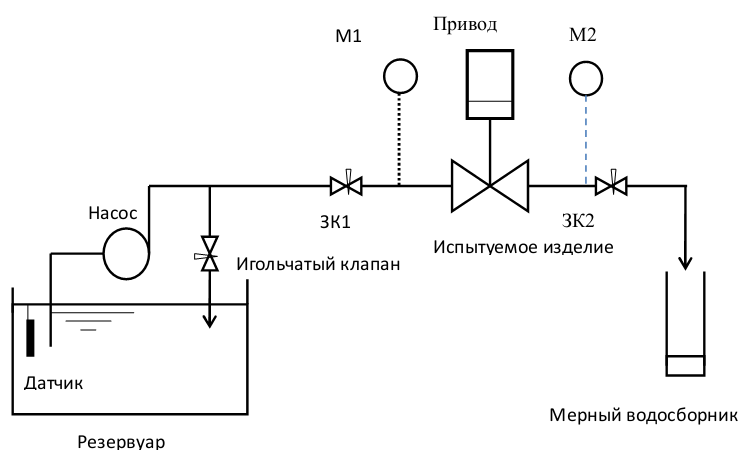 Привод
М1
М2
Насос
ЗК1
ЗК2
Испытуемое изделие
Игольчатый клапан
Датчик
Мерный водосборник
Резервуар